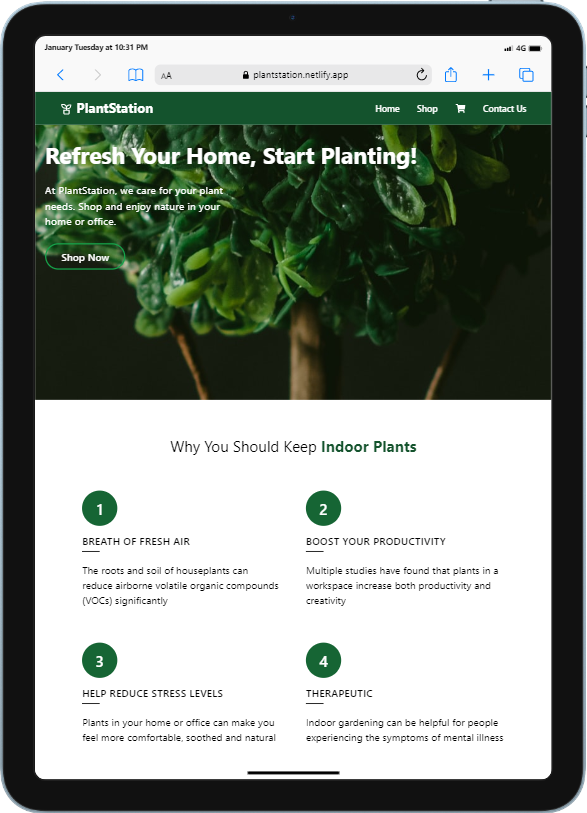 January Tuesday at 10:31 PM
4G
AA
plantstation.netlify.app
PlantStation
Home
Shop
Contact Us
Refresh Your Home, Start Planting!
At PlantStation, we care for your plant
needs. Shop and enjoy nature in your
home or office.
Shop Now
Why You Should Keep Indoor Plants
1
BREATH OF FRESH AIR
The roots and soil of houseplants can
reduce airborne volatile organic compounds
(VOCs) significantly
2
BOOST YOUR PRODUCTIVITY
Multiple studies have found that plants in a
workspace increase both productivity and
creativity
3
HELP REDUCE STRESS LEVELS
Plants in your home or office can make you
feel more comfortable, soothed and natural
4
THERAPEUTIC
Indoor gardening can be helpful for people
experiencing the symptoms of mental illness